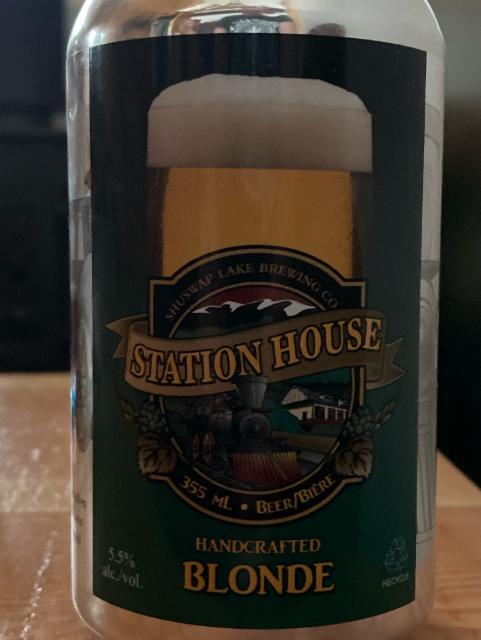 SHUSWAP LAKE BREWING CO
STATION HOUSE
355 ML • BEER/BIÈRE
HANDCRAFTED
BLONDE
5.5%
alc./vol.
RECYCLE